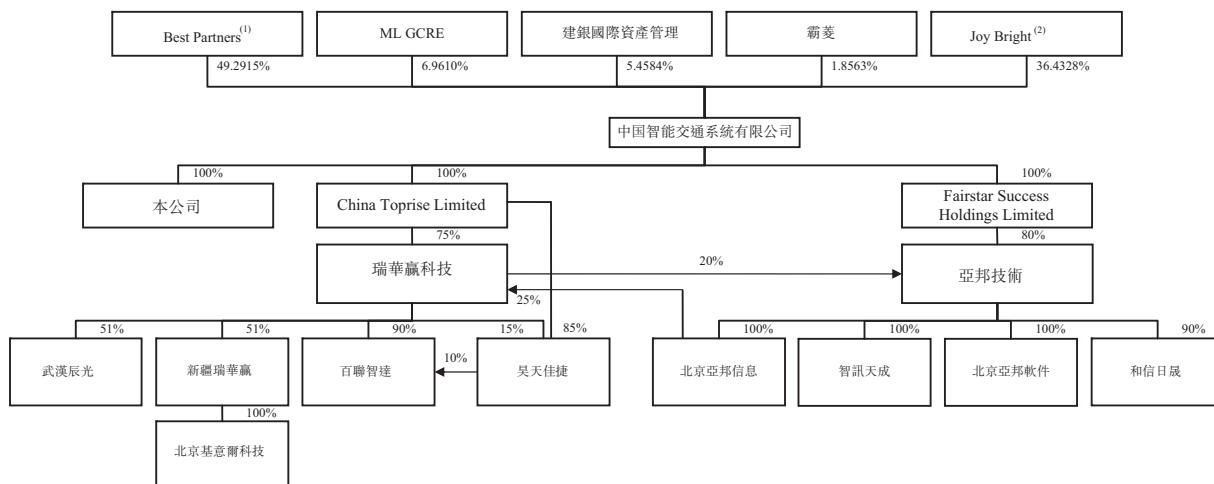 Best Partners(1)
ML GCRE
建銀國際資產管理
霸菱
Joy Bright(2)
49.2915%
6.9610%
5.4584%
1.8563%
36.4328%
中国智能交通系統有限公司
100%
100%
100%
本公司
China Toprise Limited
Fairstar Success
Holdings Limited
75%
80%
瑞華贏科技
20%
亞邦技術
25%
51%
51%
90%
15%
85%
100%
100%
100%
90%
武漢辰光
新疆瑞華贏
百聯智達
10%
昊天佳捷
北京亞邦信息
智訊天成
北京亞邦軟件
和信日晟
100%
北京基意爾科技